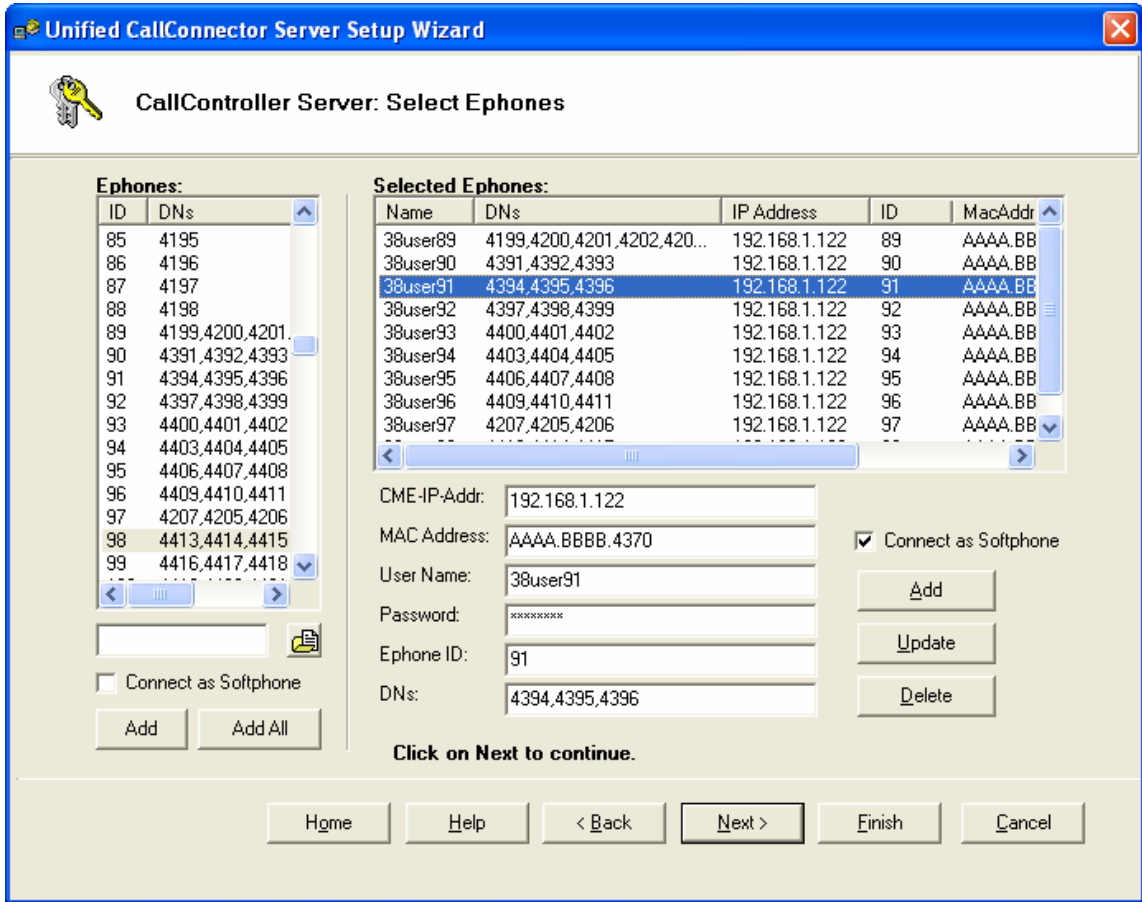 Unified CallConnector Server Setup Wizard
CallController Server: Select Ephones
Ephones:
ID DNs
85 4195
86 4196
87 4197
88 4198
89 4199,4200,4201.
90 4391,4392,4393
91 4394,4395,4396
92 4397,4398,4399
93 4400,4401,4402
94 4403,4404,4405
95 4406,4407,4408
96 4409,4410,4411
97 4207,4205,4206
98 4413,4414,4415
99 4416,4417,4418
Connect as Softphone
Add Add All
Selected Ephones:
Name DNs IP Address ID MacAddr
38user89 4199,4200,4201,4202,420... 192.168.1.122 89 AAAA.BB
38user90 4391,4392,4393 192.168.1.122 90 AAAA.BB
38user91 4394,4395,4396 192.168.1.122 91 AAAA.BB
38user92 4397,4398,4399 192.168.1.122 92 AAAA.BB
38user93 4400,4401,4402 192.168.1.122 93 AAAA.BB
38user94 4403,4404,4405 192.168.1.122 94 AAAA.BB
38user95 4406,4407,4408 192.168.1.122 95 AAAA.BB
38user96 4409,4410,4411 192.168.1.122 96 AAAA.BB
38user97 4207,4205,4206 192.168.1.122 97 AAAA.BB
CME-IP-Addr: 192.168.1.122
MAC Address: AAAA.BBBB.4370
User Name: 38user91
Password: ××××××××
Ephone ID: 91
DNs: 4394,4395,4396
Connect as Softphone
Add
Update
Delete
Click on Next to continue.
Home Help < Back Next > Finish Cancel